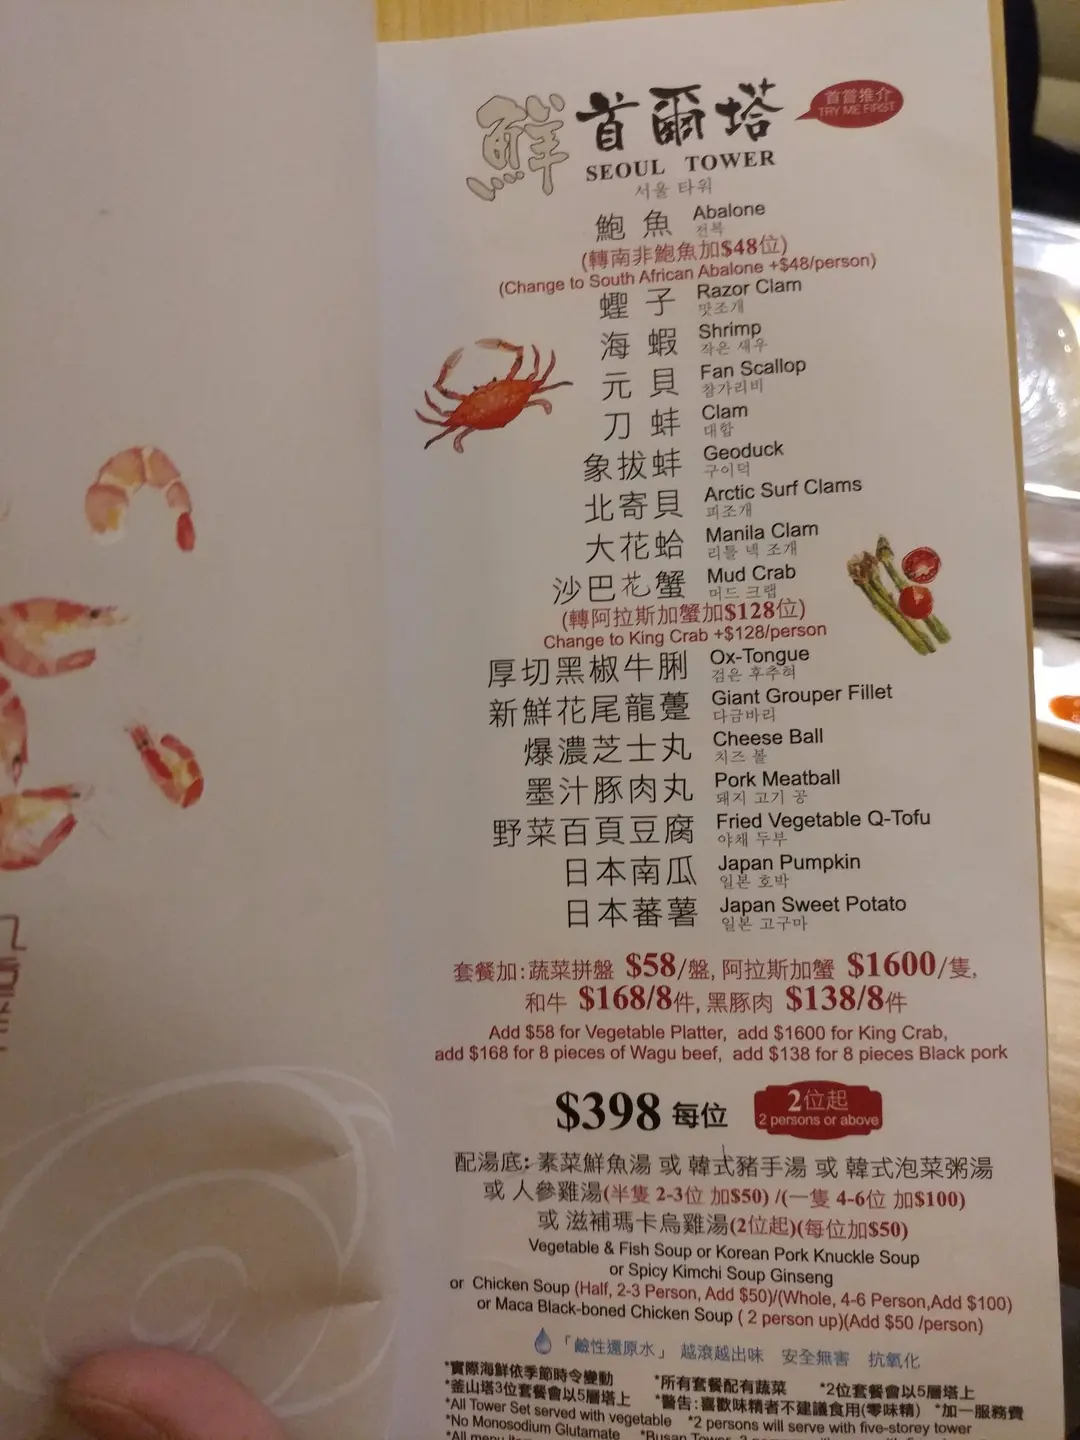 鮮 首爾塔
首嘗推介
TRY ME FIRST
SEOUL TOWER
서울 타워
鮑魚 Abalone
전복
(轉南非鮑魚加$48位)
(Change to South African Abalone +$48/person)
蟶子 Razor Clam
맛조개
海蝦 Shrimp
작은 새우
元貝 Fan Scallop
참가리비
刀蚌 Clam
대합
象拔蚌 Geoduck
구이덕
北寄貝 Arctic Surf Clams
피조개
大花蛤 Manila Clam
리틀 넥 조개
沙巴花蟹 Mud Crab
머드 크랩
(轉阿拉斯加蟹加$128位)
Change to King Crab +$128/person
厚切黑椒牛脷 Ox-Tongue
검은 후추혀
新鮮花尾龍躉 Giant Grouper Fillet
다금바리
爆濃芝士丸 Cheese Ball
치즈 볼
墨汁豚肉丸 Pork Meatball
돼지 고기 공
野菜百頁豆腐 Fried Vegetable Q-Tofu
야채 두부
日本南瓜 Japan Pumpkin
일본 호박
日本蕃薯 Japan Sweet Potato
일본 고구마
套餐加:蔬菜拼盤 $58/盤, 阿拉斯加蟹 $1600/隻,
和牛 $168/8件, 黑豚肉 $138/8件
Add $58 for Vegetable Platter, add $1600 for King Crab,
add $168 for 8 pieces of Wagu beef, add $138 for 8 pieces Black pork
$398 每位
2位起
2 persons or above
配湯底: 素菜鮮魚湯 或 韓式豬手湯 或 韓式泡菜粥湯
或 人參雞湯(半隻 2-3位 加$50) /(一隻 4-6位 加$100)
或 滋補瑪卡烏雞湯(2位起)(每位加$50)
Vegetable & Fish Soup or Korean Pork Knuckle Soup
or Spicy Kimchi Soup Ginseng
or Chicken Soup (Half, 2-3 Person, Add $50)/(Whole, 4-6 Person,Add $100)
or Maca Black-boned Chicken Soup ( 2 person up)(Add $50 /person)
「鹼性還原水」 越滾越出味 安全無害 抗氧化
*實際海鮮依季節時令變動 *所有套餐配有蔬菜 *2位套餐會以5層塔上
*釜山塔3位套餐會以5層塔上 *警告:喜歡味精者不建議食用(零味精) *加一服務費
*All Tower Set served with vegetable *2 persons will serve with five-storey tower
*No Monosodium Glutamate